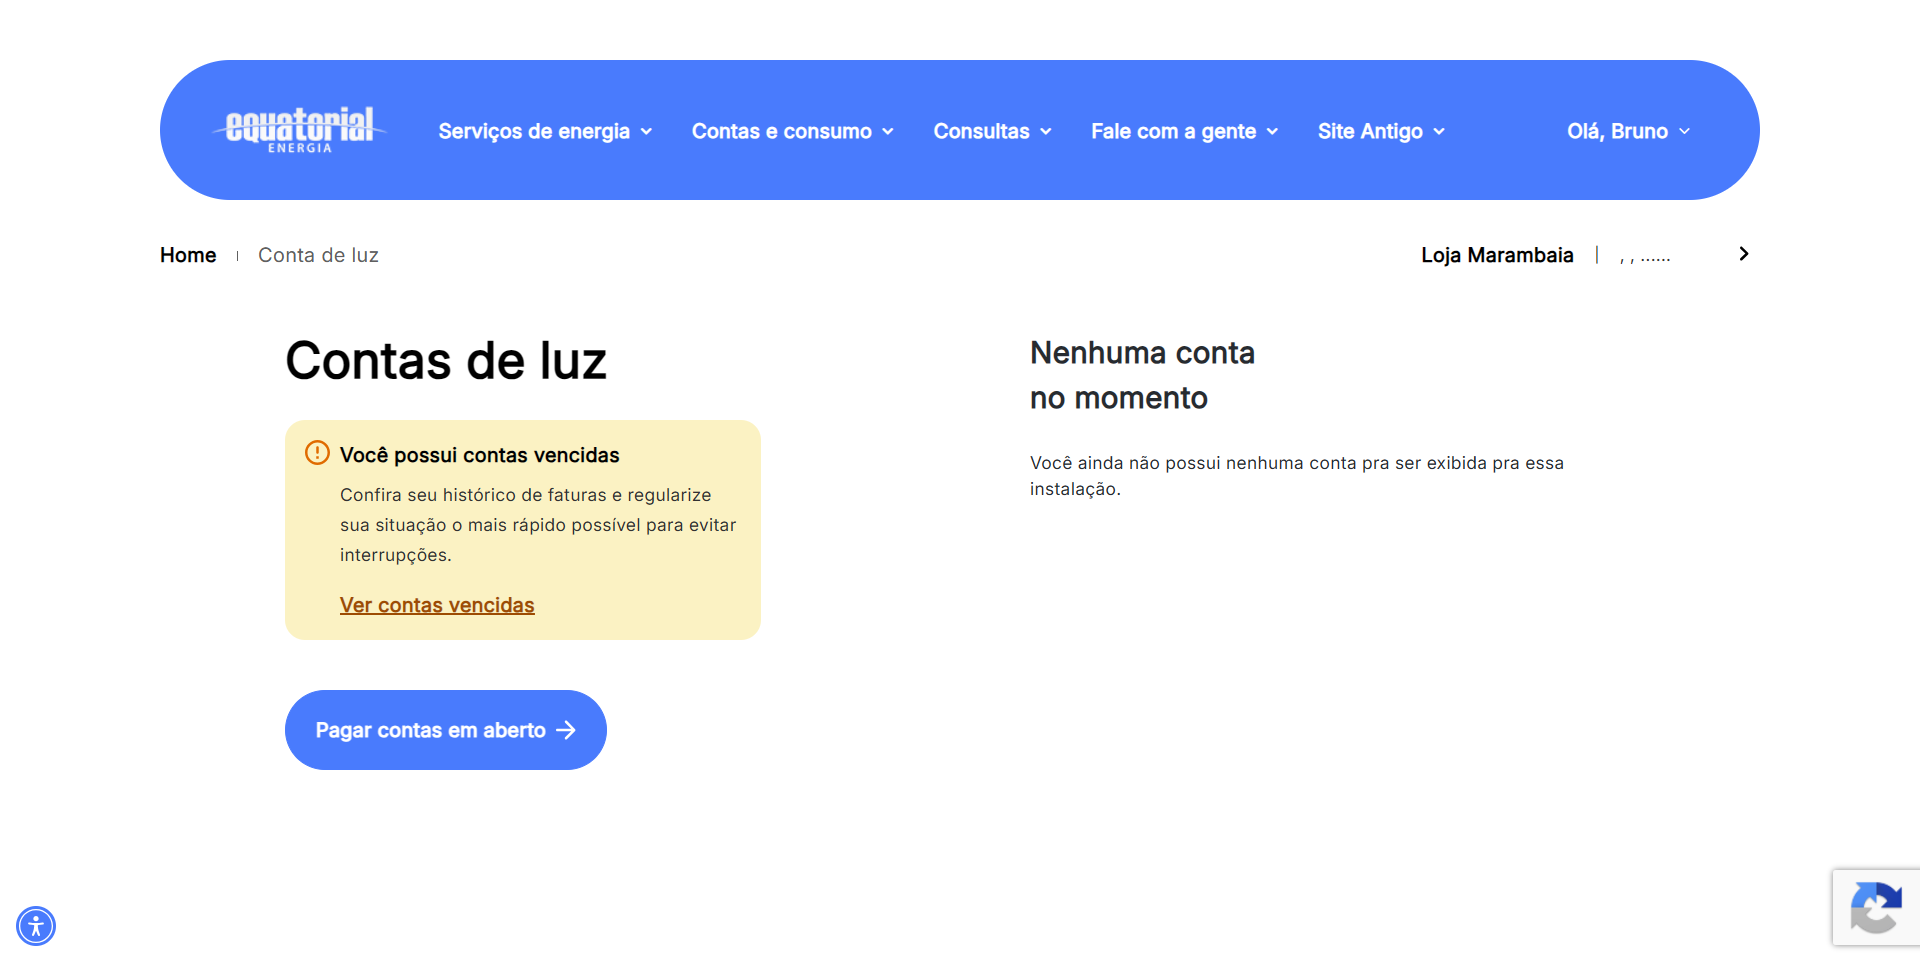 equatorial
ENERGIA
Serviços de energia
Contas e consumo
Consultas
Fale com a gente
Site Antigo
Olá, Bruno
Home
Conta de luz
Loja Marambaia
, , ......
Contas de luz
Você possui contas vencidas
Confira seu histórico de faturas e regularize
sua situação o mais rápido possível para evitar
interrupções.
Ver contas vencidas
Pagar contas em aberto
Nenhuma conta
no momento
Você ainda não possui nenhuma conta pra ser exibida pra essa
instalação.